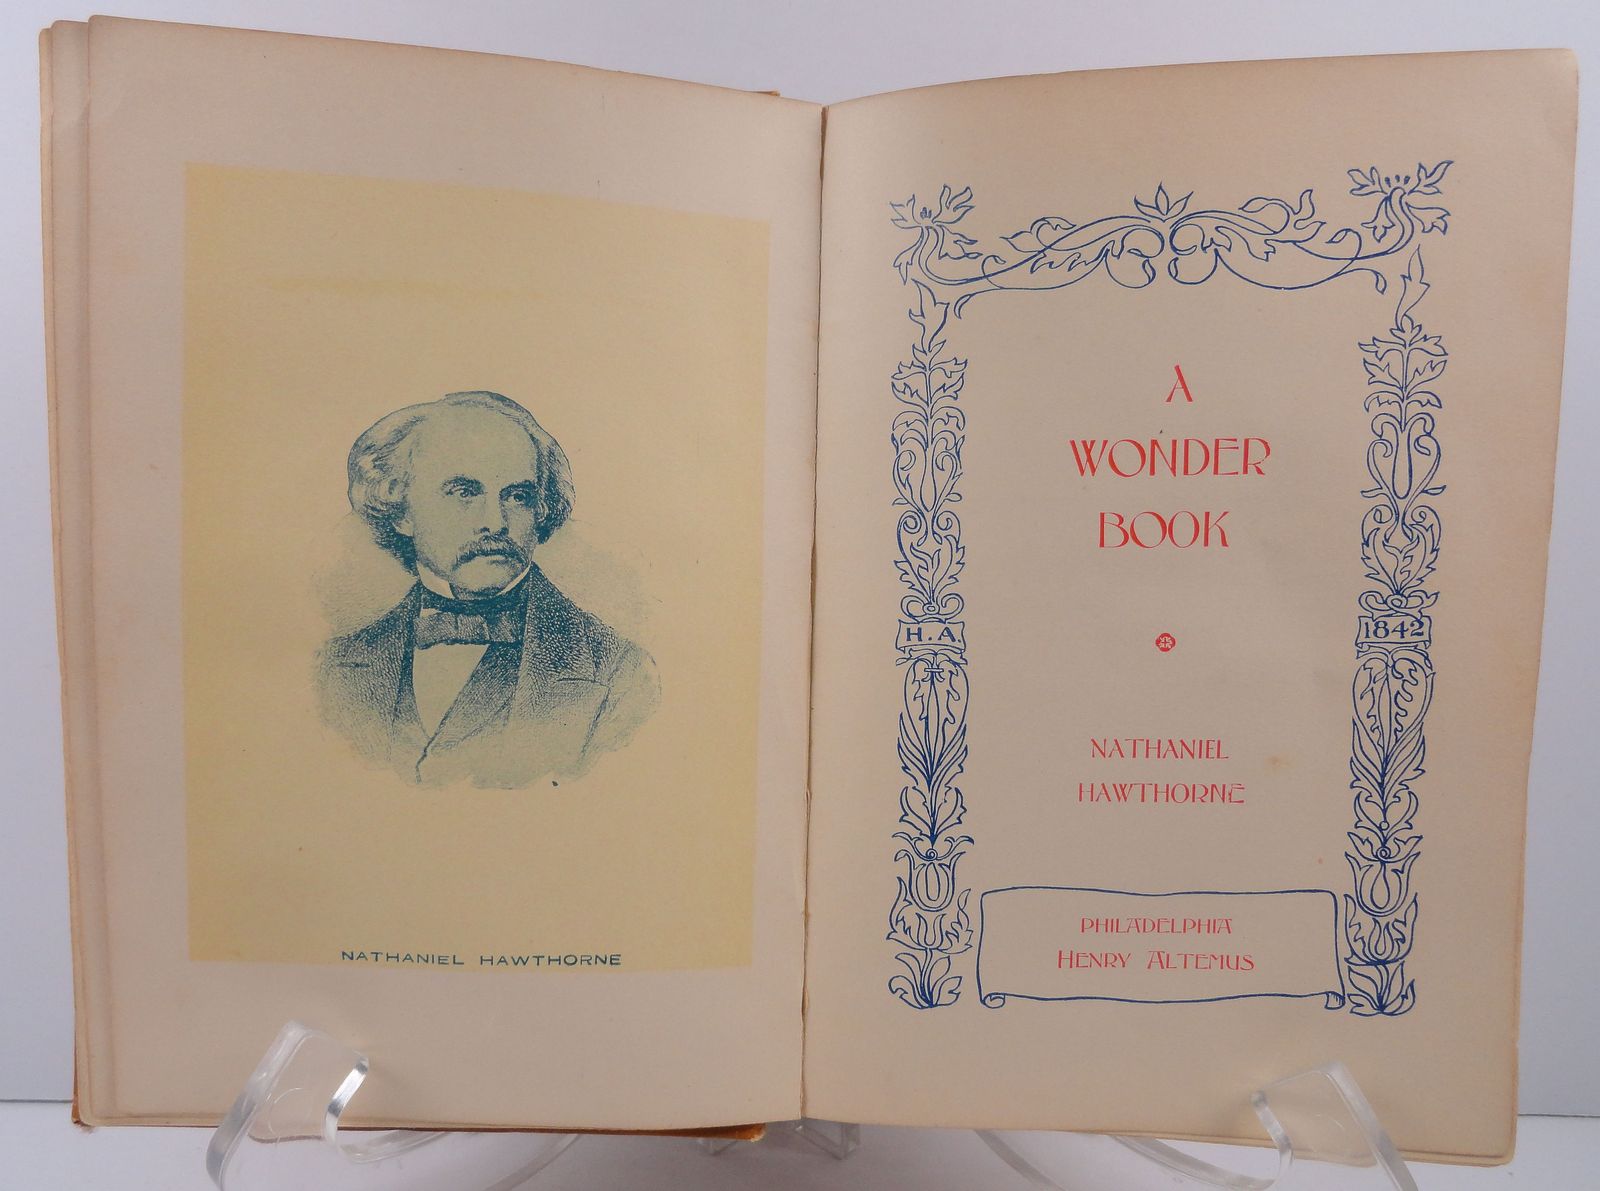 NATHANIEL HAWTHORNE
A
WONDER
BOOK
H.A.
1842
NATHANIEL
HAWTHORNE
PHILADELPHIA
HENRY ALTEMUS